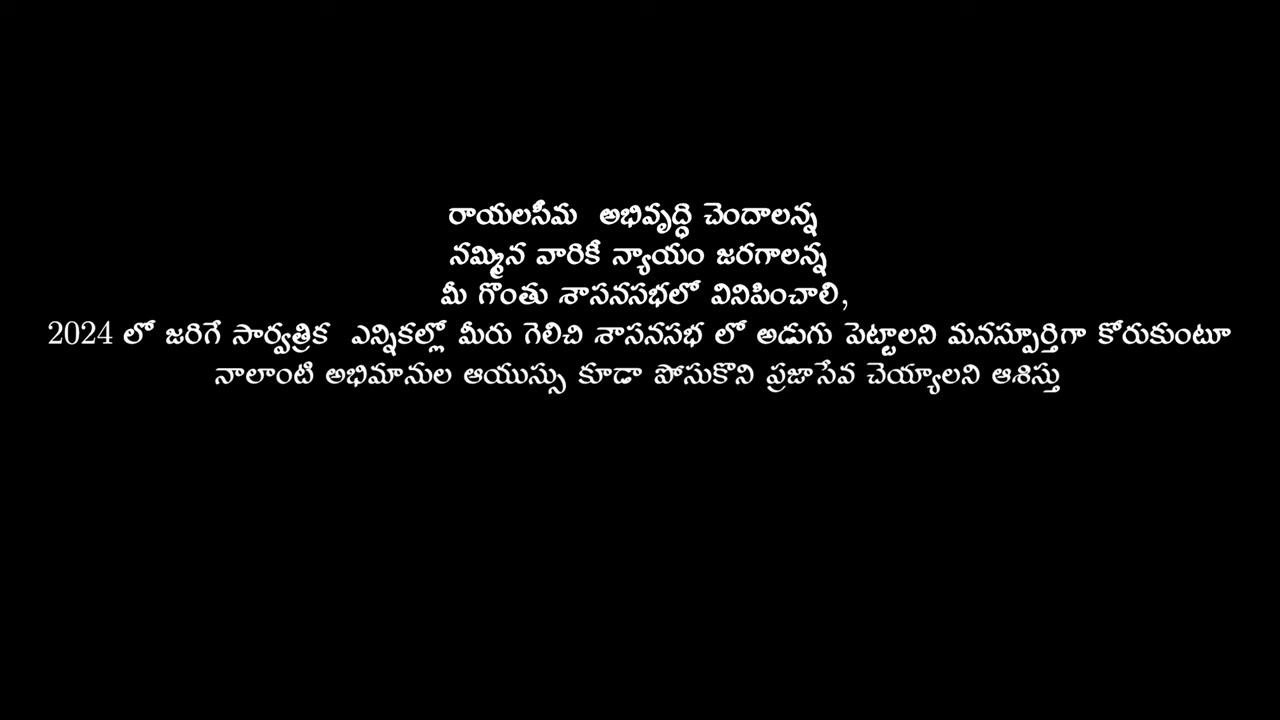 రాయలసీమ అభివృద్ధి చెందాలన్న
నమ్మిన వారికీ న్యాయం జరగాలన్న
మీ గొంతు శాసనసభలో వినిపించాలి,
2024 లో జరిగే సార్వత్రిక ఎన్నికల్లో మీరు గెలిచి శాసనసభ లో అడుగు పెట్టాలని మనస్పూర్తిగా కోరుకుంటూ
నాలాంటి అభిమానుల ఆయుస్సు కూడా పోసుకొని ప్రజాసేవ చెయ్యాలని ఆశిస్తు